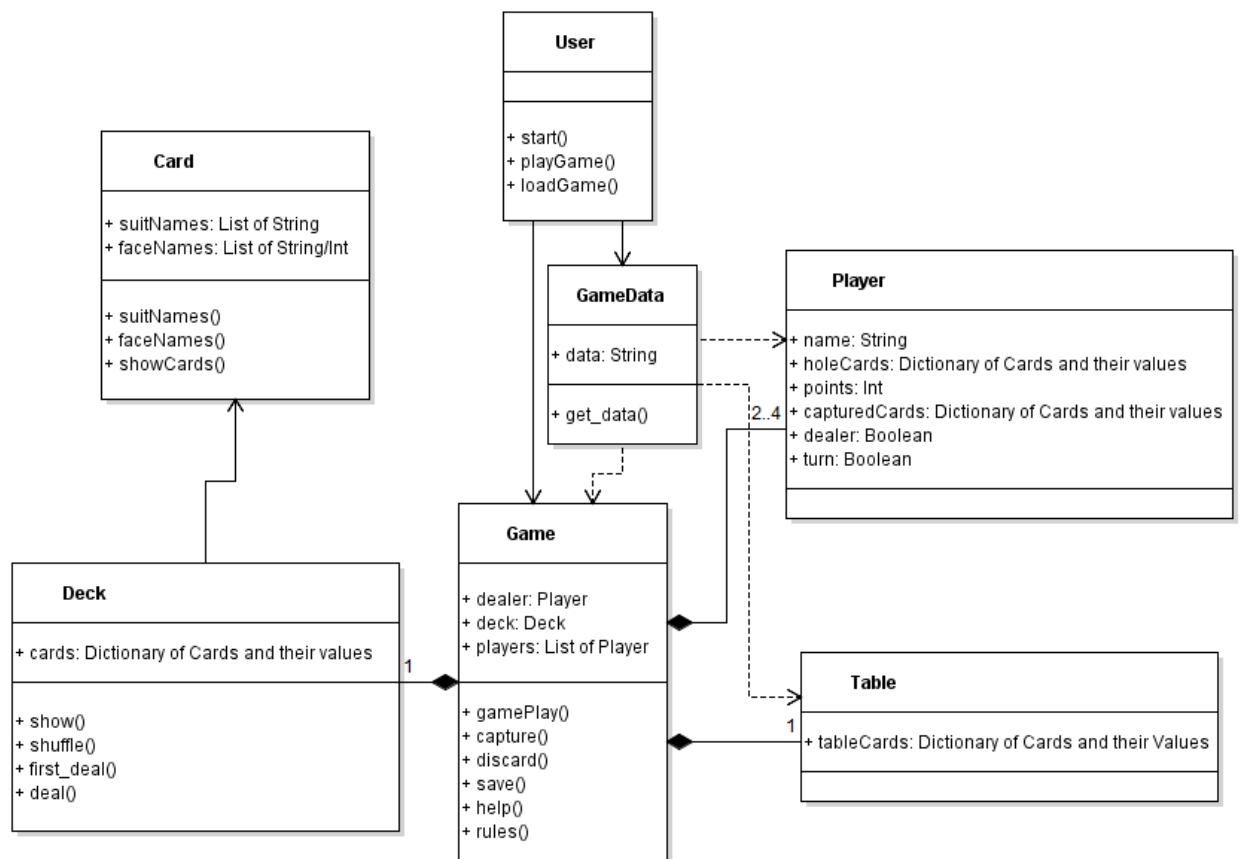 User
+ start()
+ playGame()
+ loadGame()
Card
+ suitNames: List of String
+ faceNames: List of String/Int
+ suitNames()
+ faceNames()
+ showCards()
GameData
+ data: String
+ get_data()
Player
+ name: String
+ holeCards: Dictionary of Cards and their values
+ points: Int
+ capturedCards: Dictionary of Cards and their values
+ dealer: Boolean
+ turn: Boolean
2..4
Game
+ dealer: Player
+ deck: Deck
+ players: List of Player
+ gamePlay()
+ capture()
+ discard()
+ save()
+ help()
+ rules()
Deck
+ cards: Dictionary of Cards and their values
+ show()
+ shuffle()
+ first_deal()
+ deal()
1
Table
+ tableCards: Dictionary of Cards and their Values
1